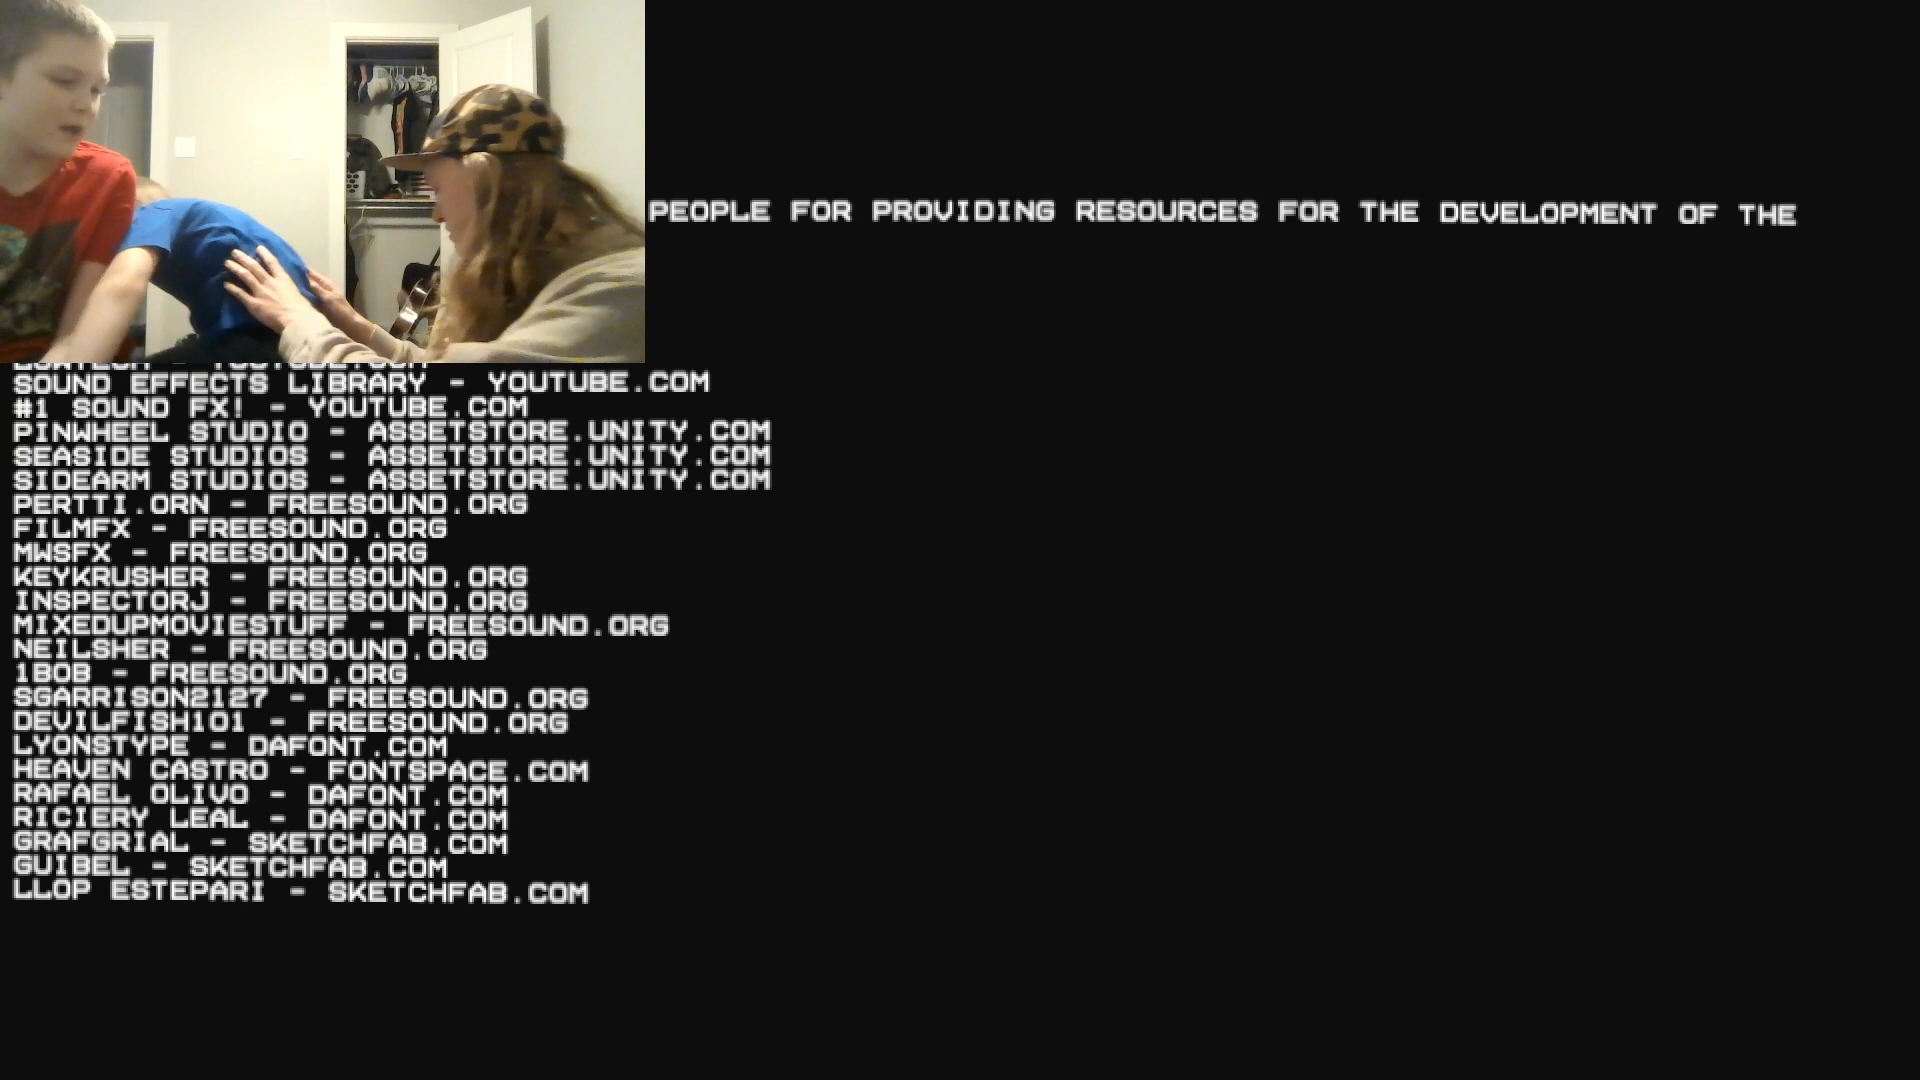 PEOPLE FOR PROVIDING RESOURCES FOR THE DEVELOPMENT OF THE
SOUND EFFECTS LIBRARY - YOUTUBE.COM
#1 SOUND FX! - YOUTUBE.COM
PINWHEEL STUDIO - ASSETSTORE.UNITY.COM
SEASIDE STUDIOS - ASSETSTORE.UNITY.COM
SIDEARM STUDIOS - ASSETSTORE.UNITY.COM
PERTTI.ORN - FREESOUND.ORG
FILMFX - FREESOUND.ORG
MWSFX - FREESOUND.ORG
KEYKRUSHER - FREESOUND.ORG
INSPECTORJ - FREESOUND.ORG
MIXEDUPMOVIESTUFF - FREESOUND.ORG
NEILSHER - FREESOUND.ORG
1BOB - FREESOUND.ORG
SGARRISON2127 - FREESOUND.ORG
DEVILFISH101 - FREESOUND.ORG
LYONSTYPE - DAFONT.COM
HEAVEN CASTRO - FONTSPACE.COM
RAFAEL OLIVO - DAFONT.COM
RICIERY LEAL - DAFONT.COM
GRAFGRIAL - SKETCHFAB.COM
GUIBEL - SKETCHFAB.COM
LLOP ESTEPARI - SKETCHFAB.COM